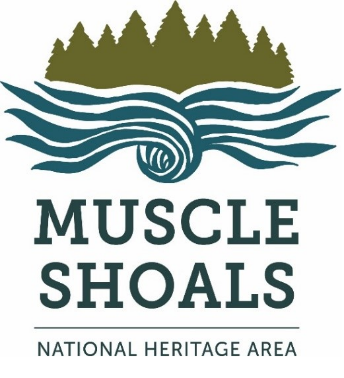 MUSCLE
SHOALS
NATIONAL HERITAGE AREA